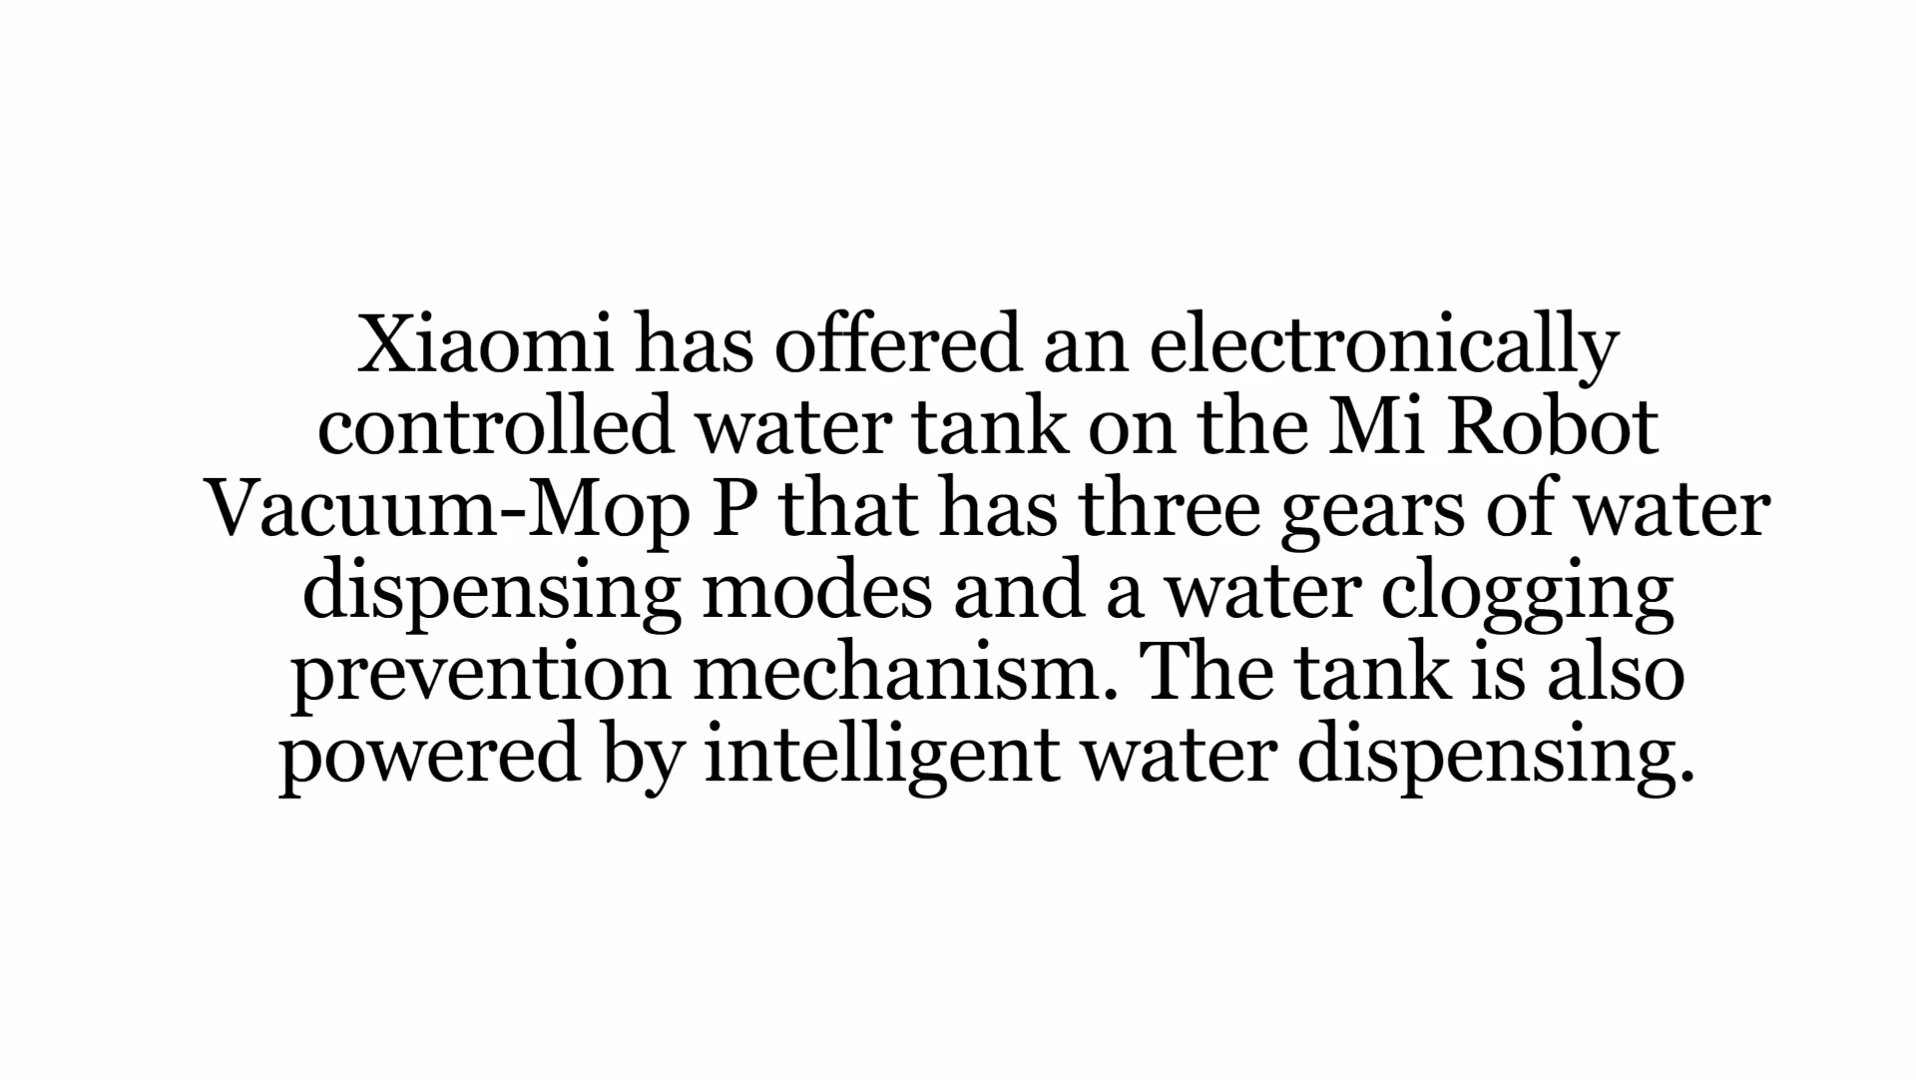 Xiaomi has offered an electronically
controlled water tank on the Mi Robot
Vacuum-Mop P that has three gears of water
dispensing modes and a water clogging
prevention mechanism. The tank is also
powered by intelligent water dispensing.